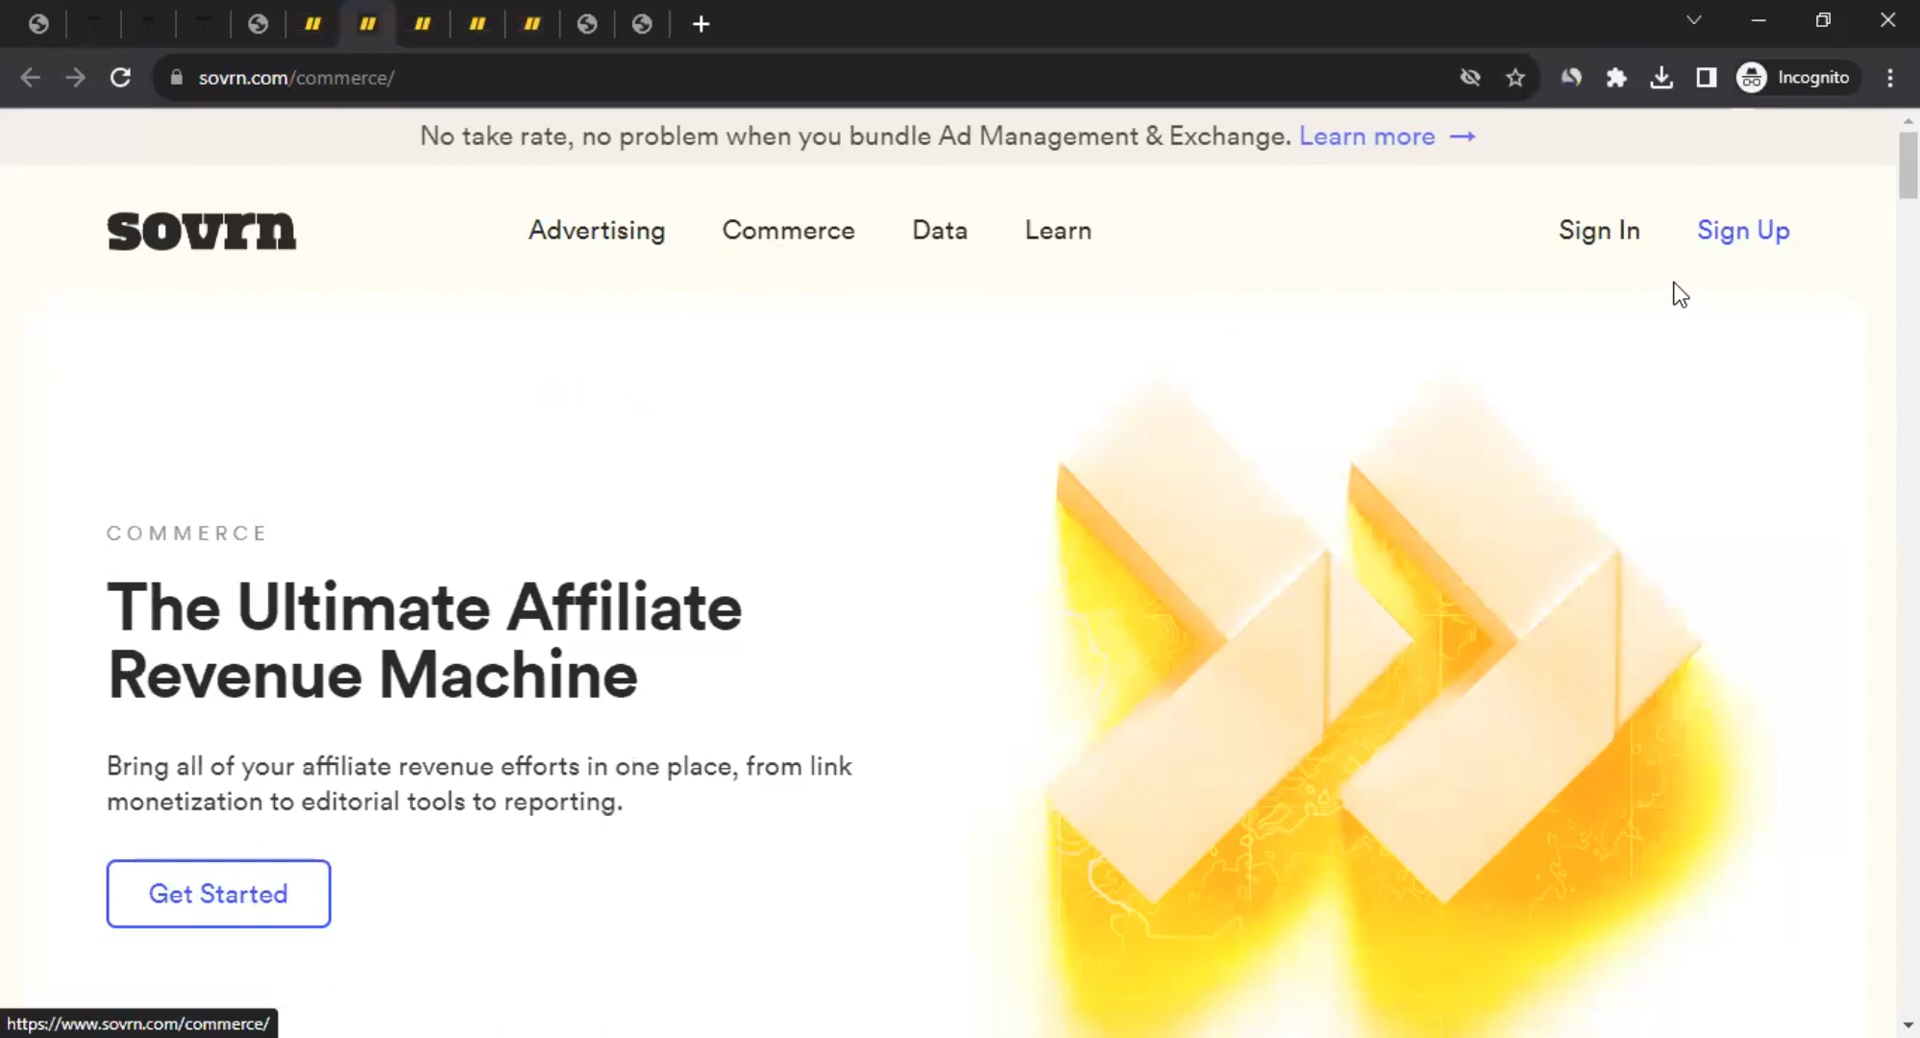 sovrn.com/commerce/
Incognito
No take rate, no problem when you bundle Ad Management & Exchange. Learn more →
sovrn
Advertising Commerce Data Learn Sign In Sign Up
COMMERCE
The Ultimate Affiliate
Revenue Machine
Bring all of your affiliate revenue efforts in one place, from link
monetization to editorial tools to reporting.
Get Started
https://www.sovrn.com/commerce/